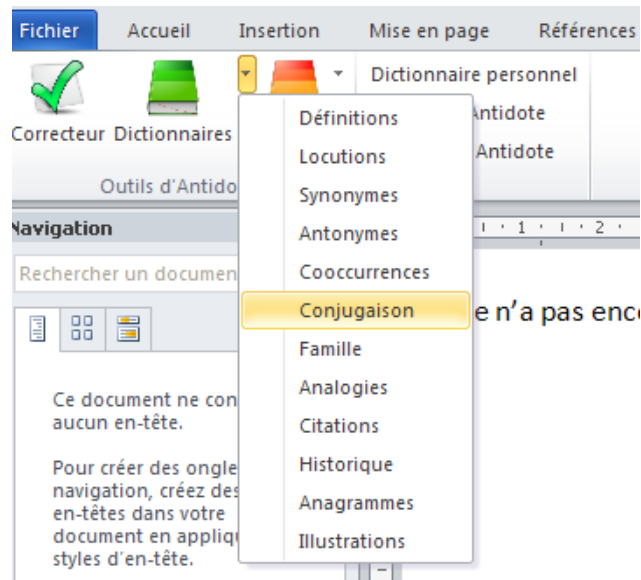 Fichier Accueil Insertion Mise en page Références
Correcteur Dictionnaires
Dictionnaire personnel
Antidote
Antidote
Outils d'Antido
Définitions
Locutions
Synonymes
Antonymes
Cooccurrences
Conjugaison
Famille
Analogies
Citations
Historique
Anagrammes
Illustrations
Navigation
Rechercher un documen
1 2
e n’a pas enc
Ce document ne con
aucun en-tête.
Pour créer des ongle
navigation, créez des
en-têtes dans votre
document en appliqu
styles d'en-tête.